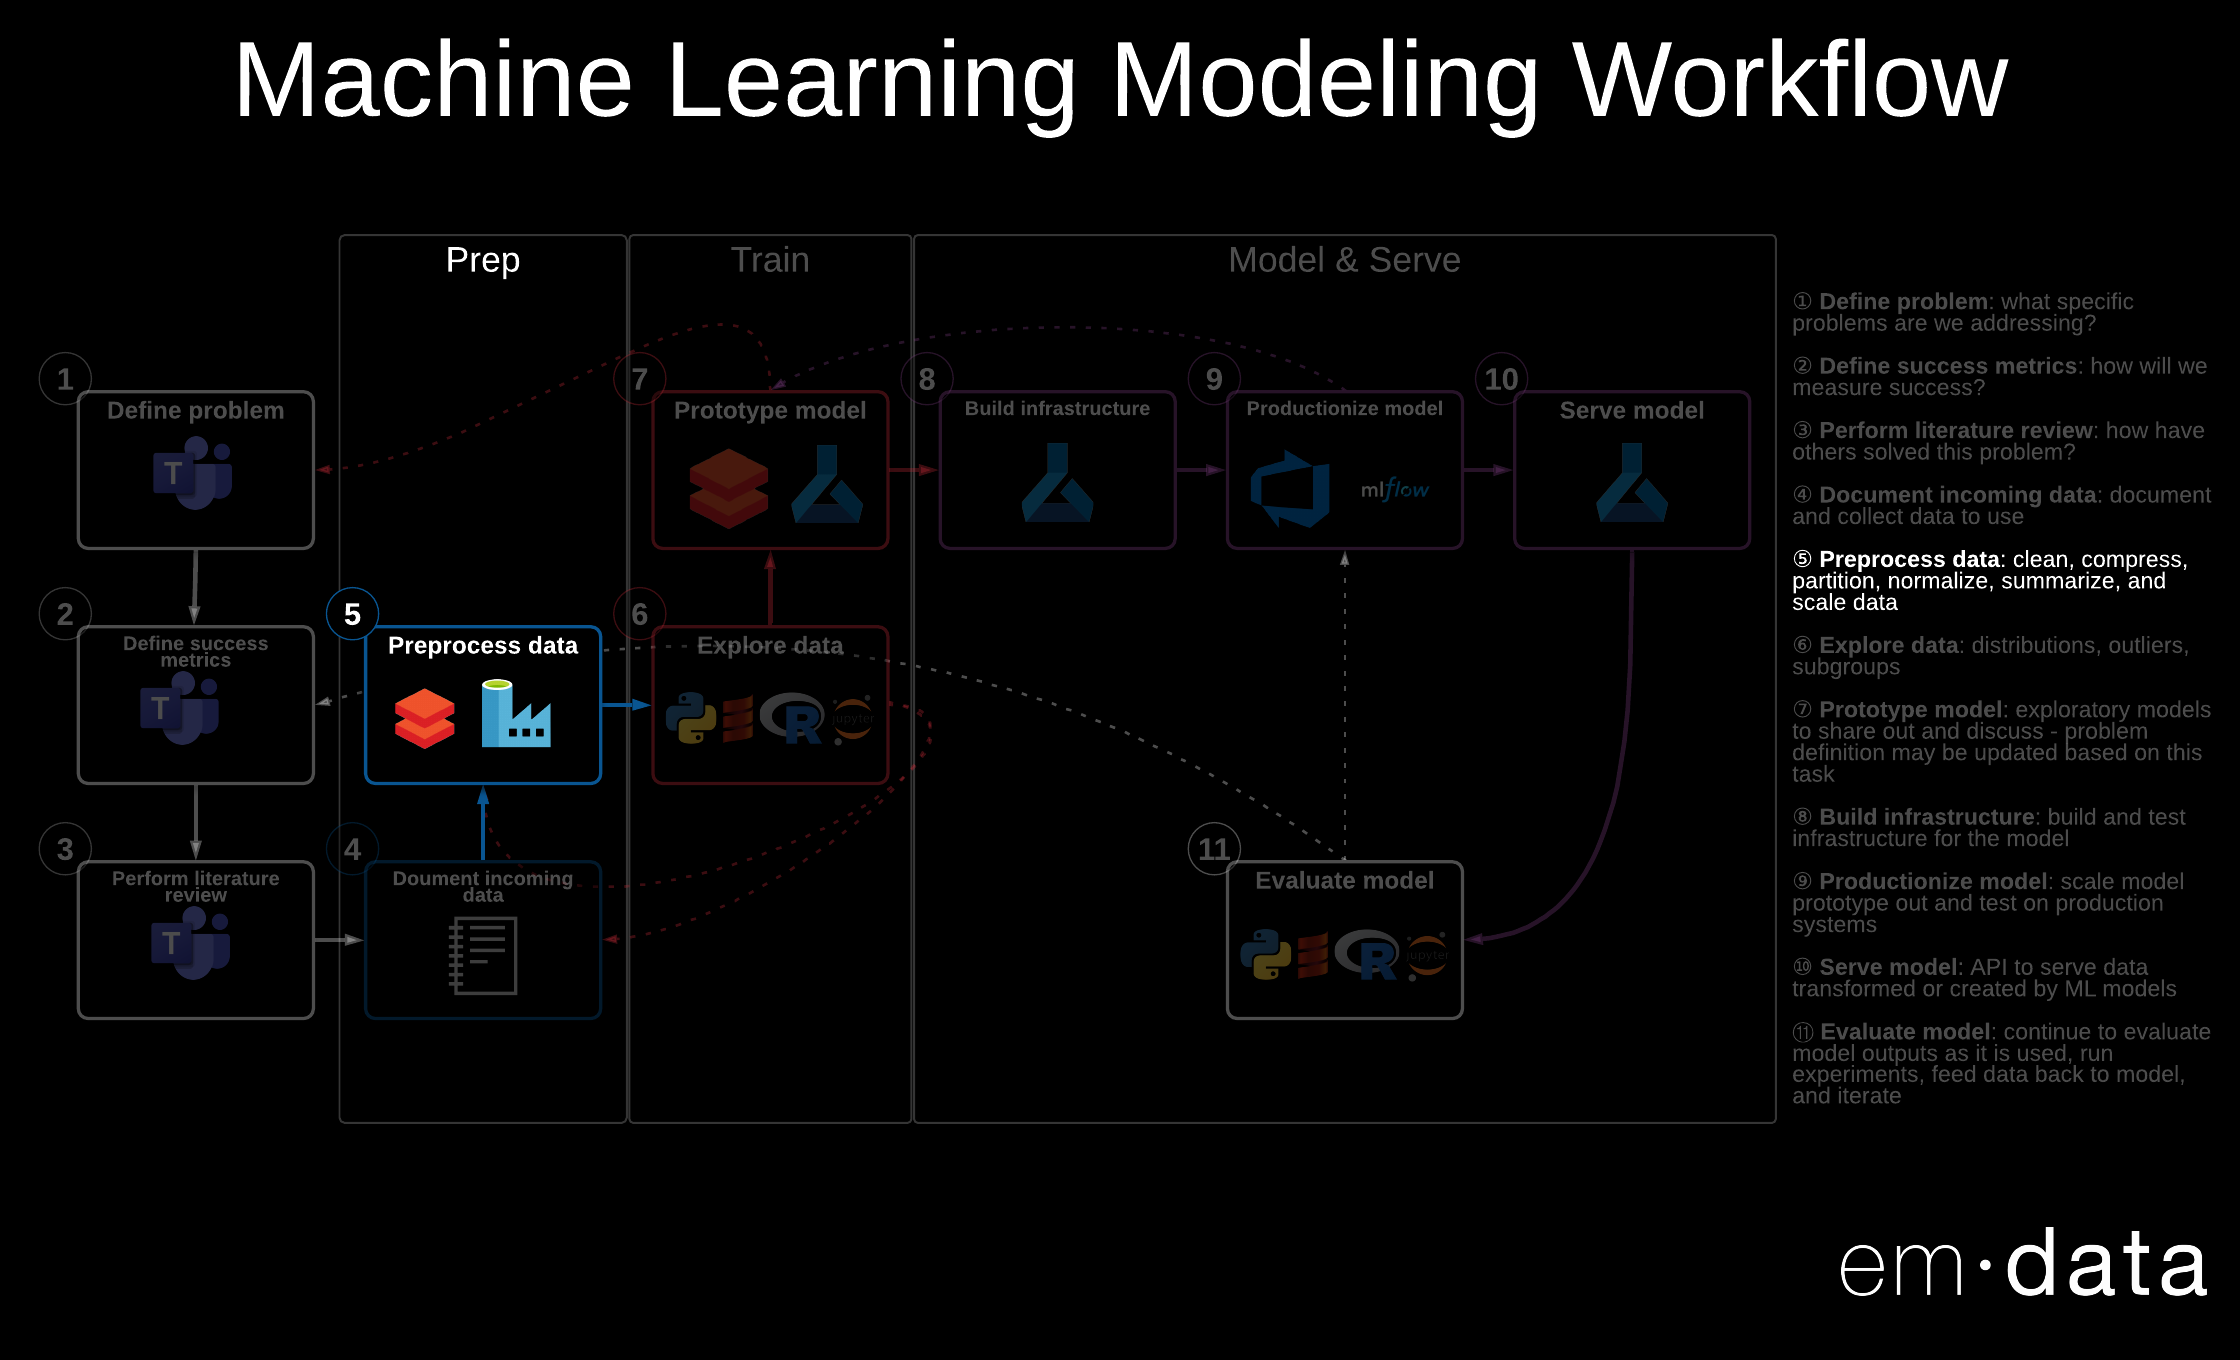 Machine Learning Modeling Workflow
Prep
Train
Model & Serve
1
Define problem
T
2
Define success
metrics
T
3
Perform literature
review
T
4
Doument incoming
data
5
Preprocess data
6
Explore data
jupyter
7
Prototype model
8
Build infrastructure
9
Productionize model
mlflow
10
Serve model
11
Evaluate model
jupyter
① Define problem: what specific
problems are we addressing?
② Define success metrics: how will we
measure success?
③ Perform literature review: how have
others solved this problem?
④ Document incoming data: document
and collect data to use
⑤ Preprocess data: clean, compress,
partition, normalize, summarize, and
scale data
⑥ Explore data: distributions, outliers,
subgroups
⑦ Prototype model: exploratory models
to share out and discuss - problem
definition may be updated based on this
task
⑧ Build infrastructure: build and test
infrastructure for the model
⑨ Productionize model: scale model
prototype out and test on production
systems
⑩ Serve model: API to serve data
transformed or created by ML models
⑪ Evaluate model: continue to evaluate
model outputs as it is used, run
experiments, feed data back to model,
and iterate
em·data